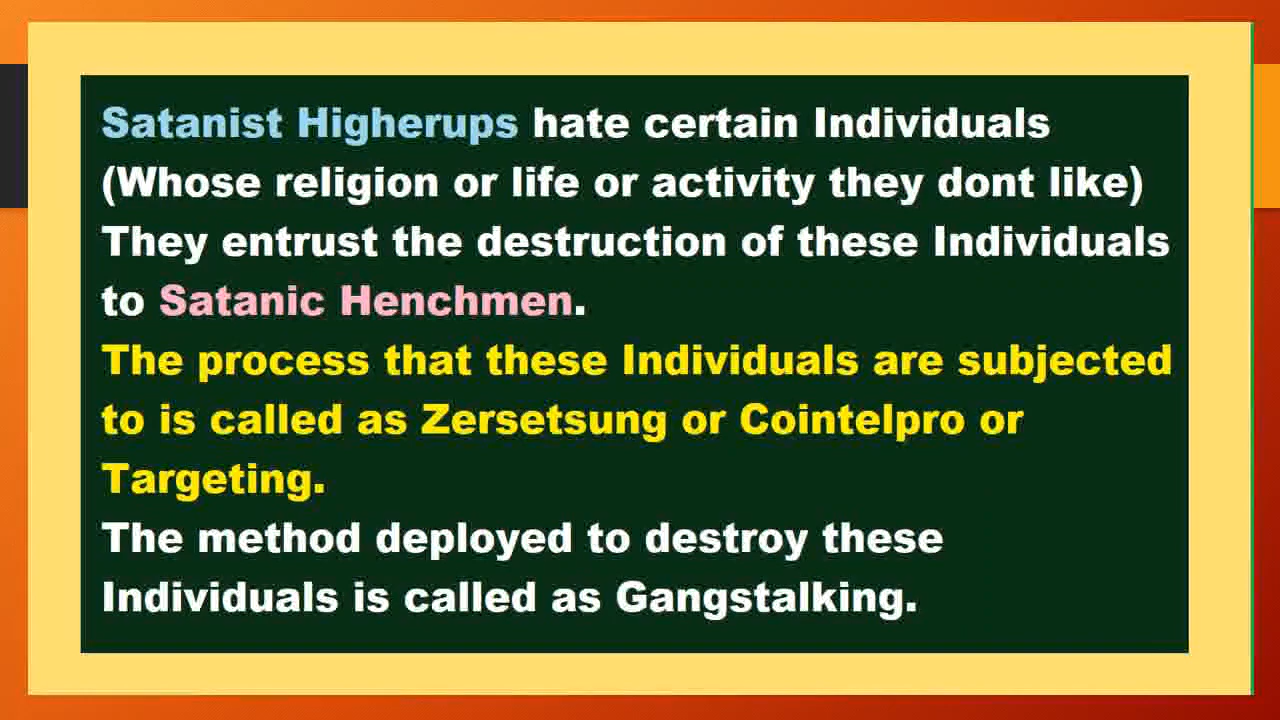 Satanist Higherups hate certain Individuals
(Whose religion or life or activity they dont like)
They entrust the destruction of these Individuals
to Satanic Henchmen.
The process that these Individuals are subjected
to is called as Zersetsung or Cointelpro or
Targeting.
The method deployed to destroy these
Individuals is called as Gangstalking.